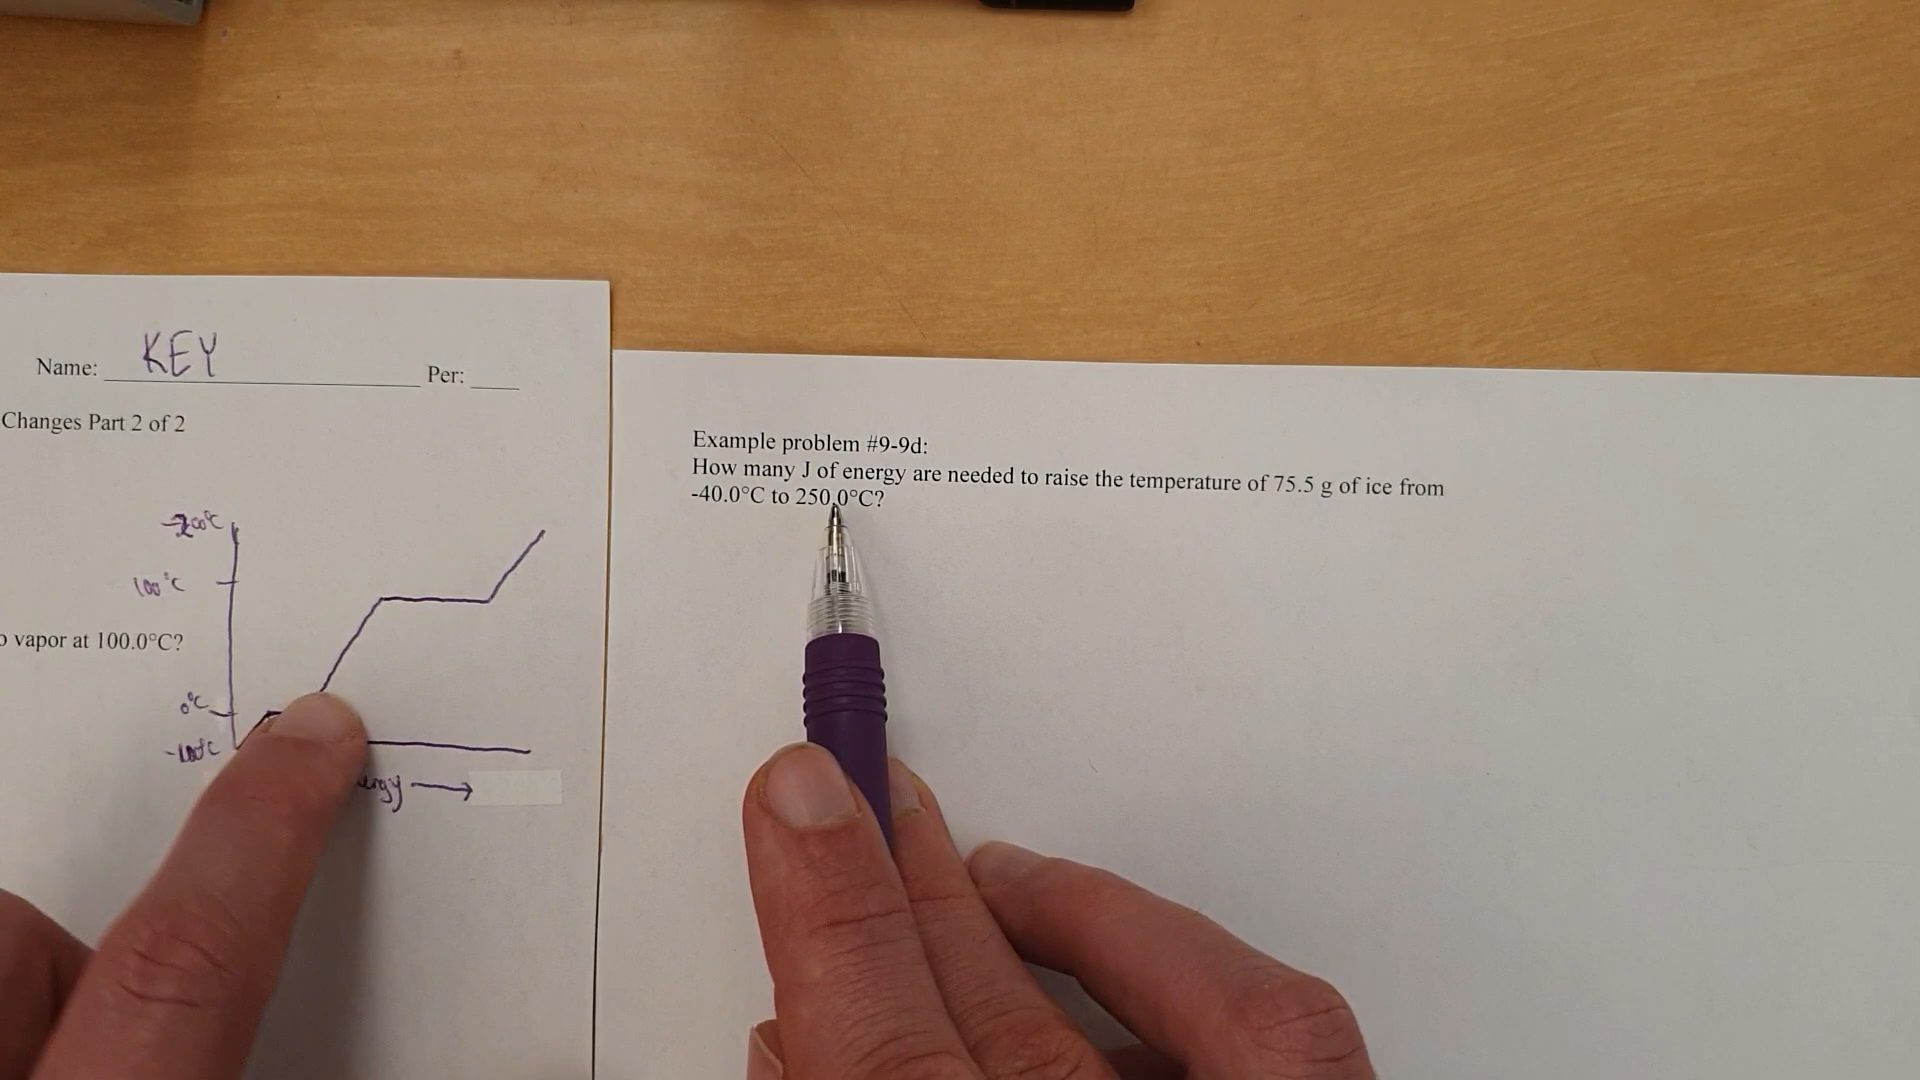 Name: KEY Per:
Changes Part 2 of 2
100°C
o vapor at 100.0°C?
0°C
-100°C
ergy →
Example problem #9-9d:
How many J of energy are needed to raise the temperature of 75.5 g of ice from
-40.0°C to 250.0°C?